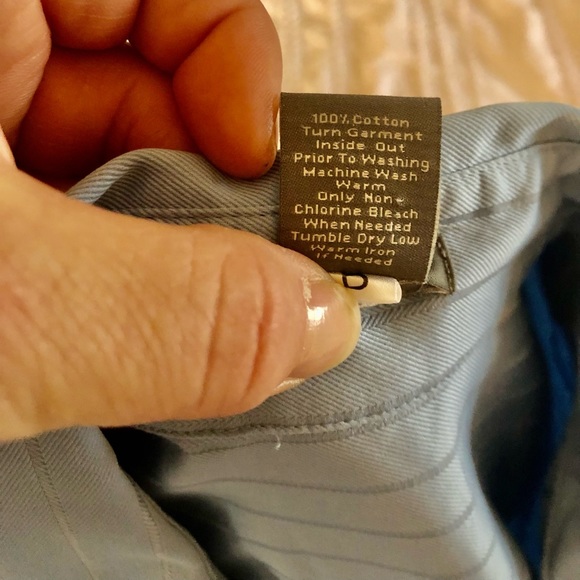 100% Cotton
Turn Garment
Inside Out
Prior To Washing
Machine Wash
Warm
Only Non-
Chlorine Bleach
When Needed
Tumble Dry Low
Warm Iron
If Needed